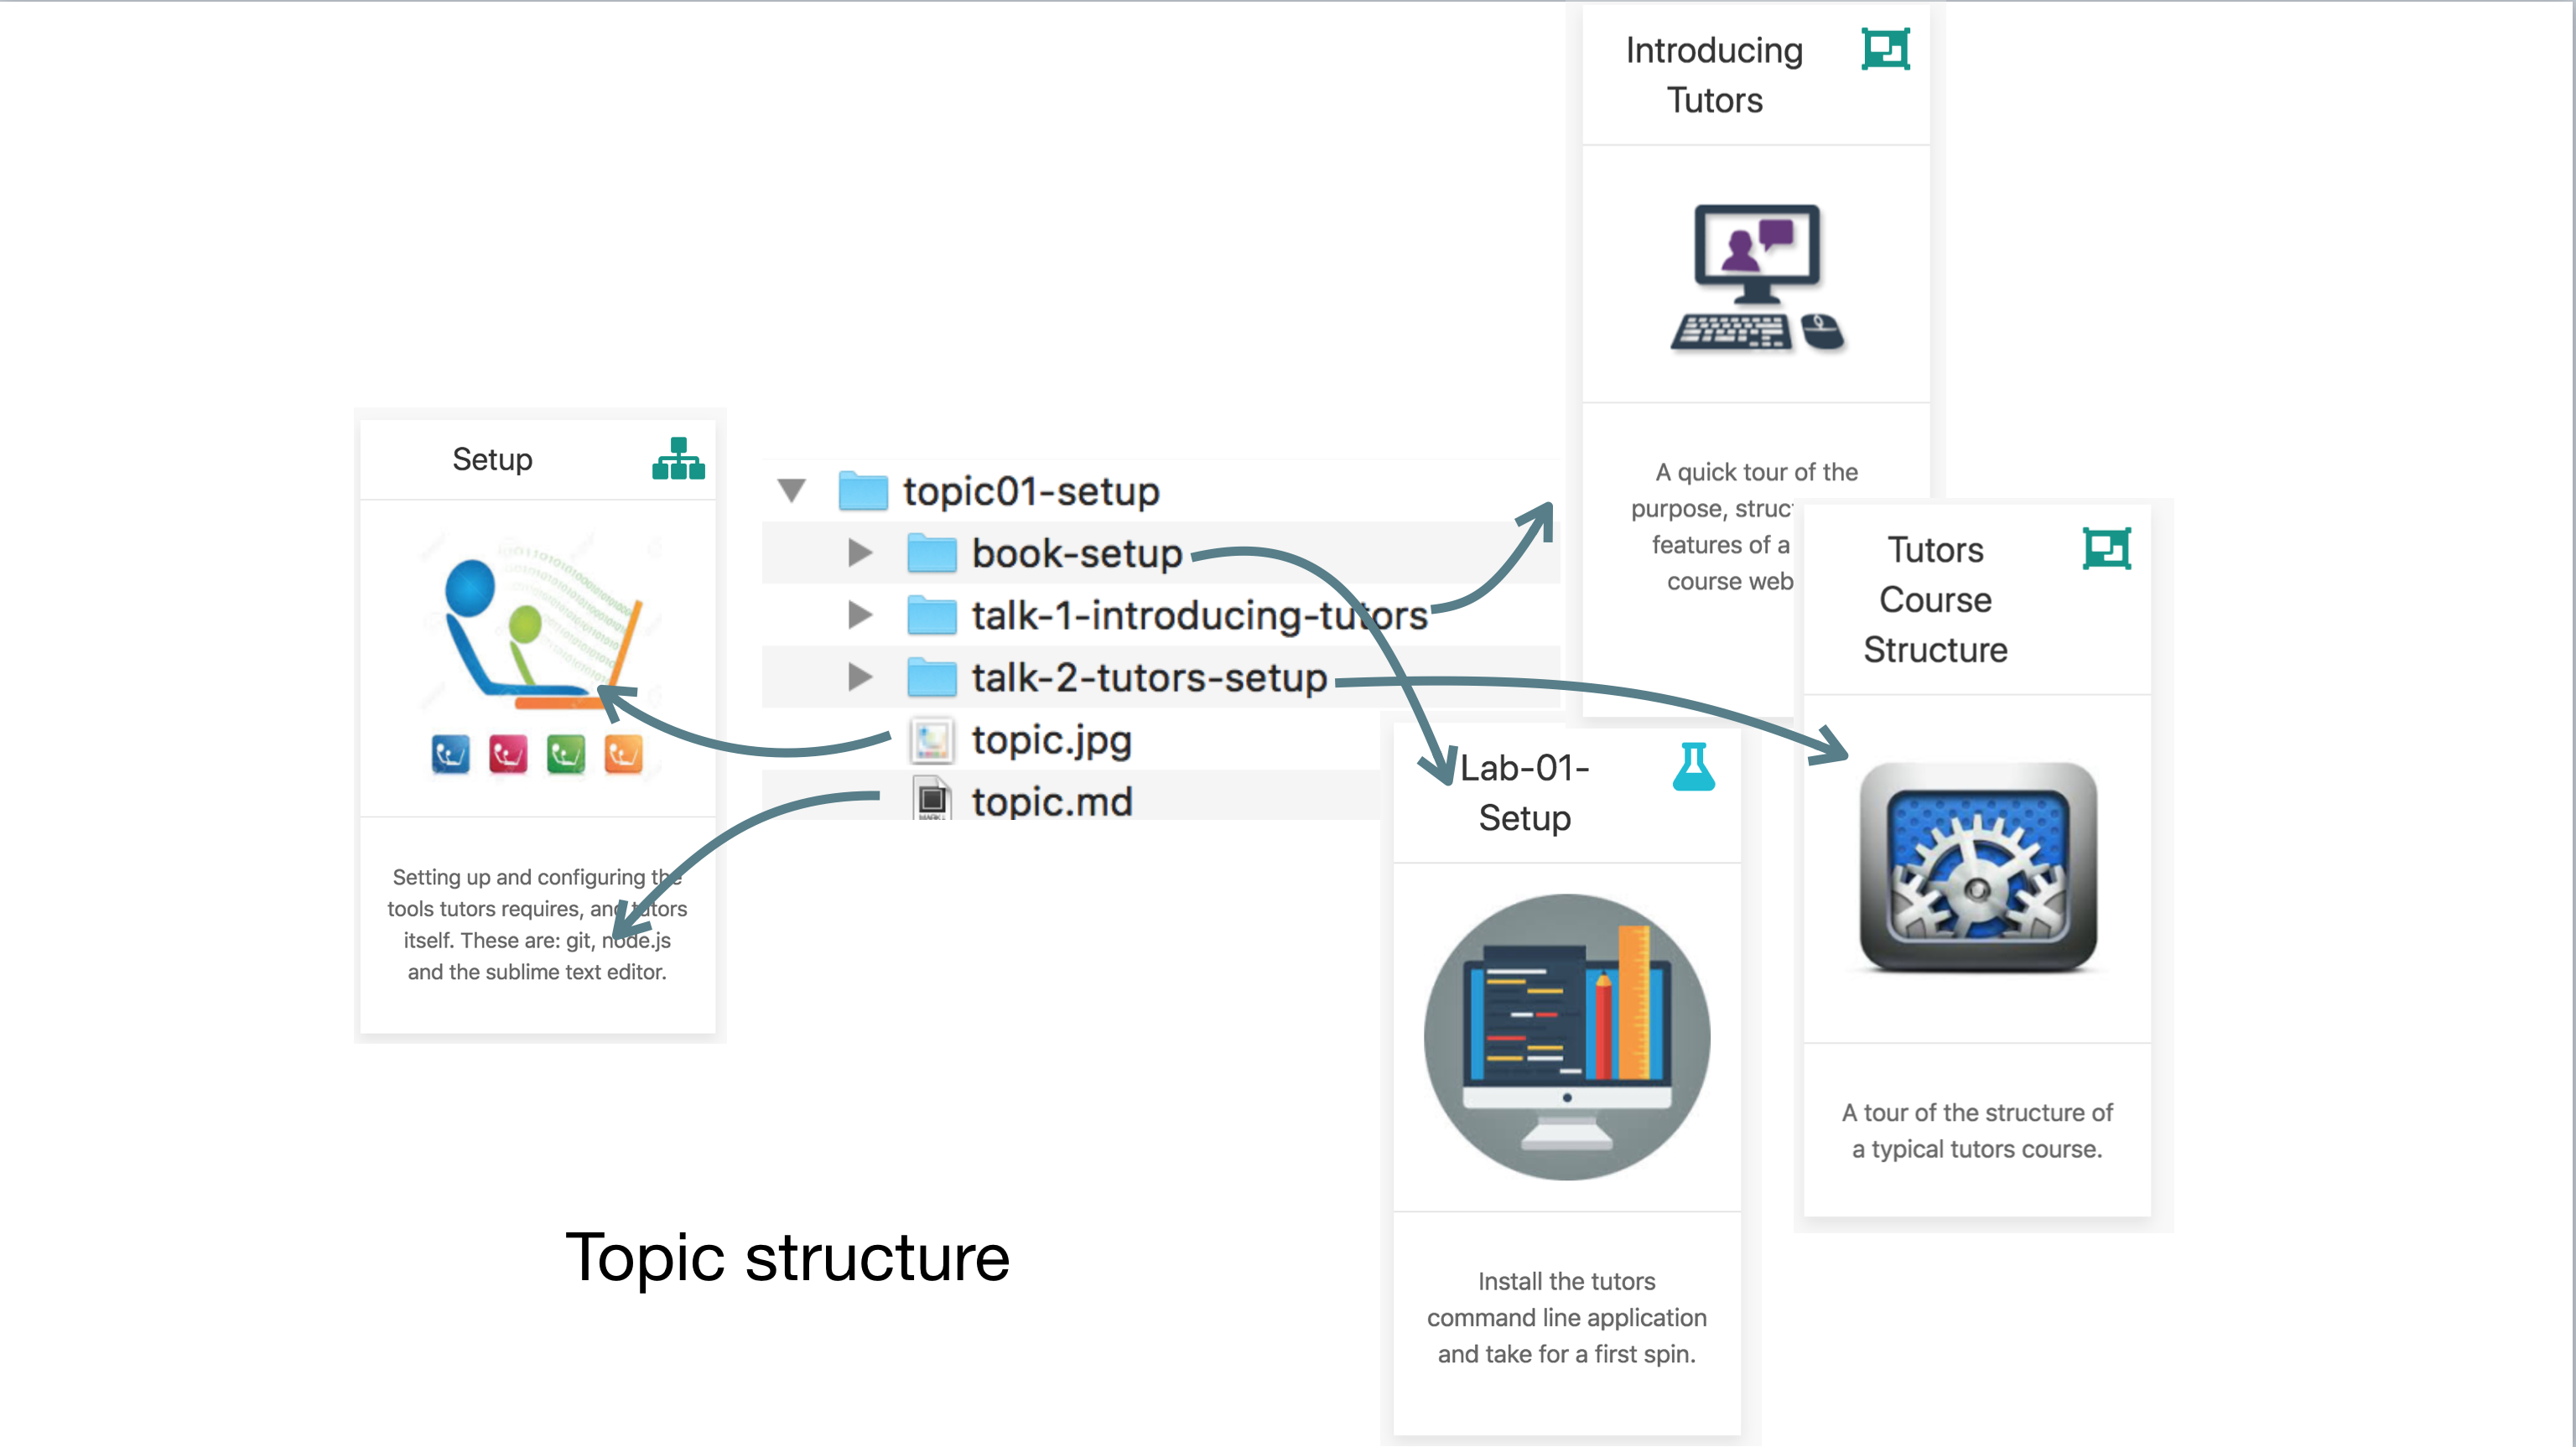 Setup
Setting up and configuring the
tools tutors requires, and tutors
itself. These are: git, node.js
and the sublime text editor.
topic01-setup
book-setup
talk-1-introducing-tutors
talk-2-tutors-setup
topic.jpg
topic.md
Introducing
Tutors
A quick tour of the
purpose,
features of a
course
Tutors
Course
Structure
A tour of the structure of
a typical tutors course.
Lab-01-
Setup
Install the tutors
command line application
and take for a first spin.
Topic structure